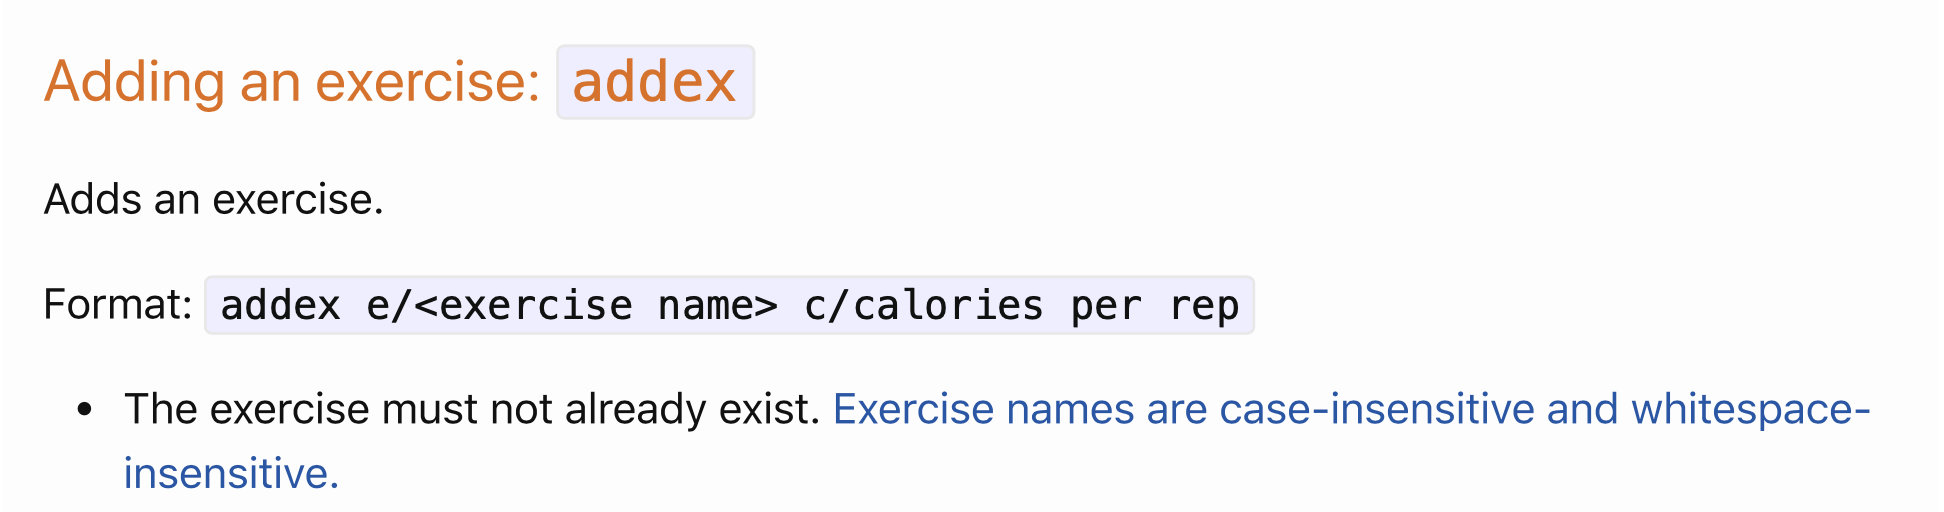 Adding an exercise: addex
Adds an exercise.
Format: addex e/<exercise name> c/calories per rep
• The exercise must not already exist. Exercise names are case-insensitive and whitespace-
insensitive.